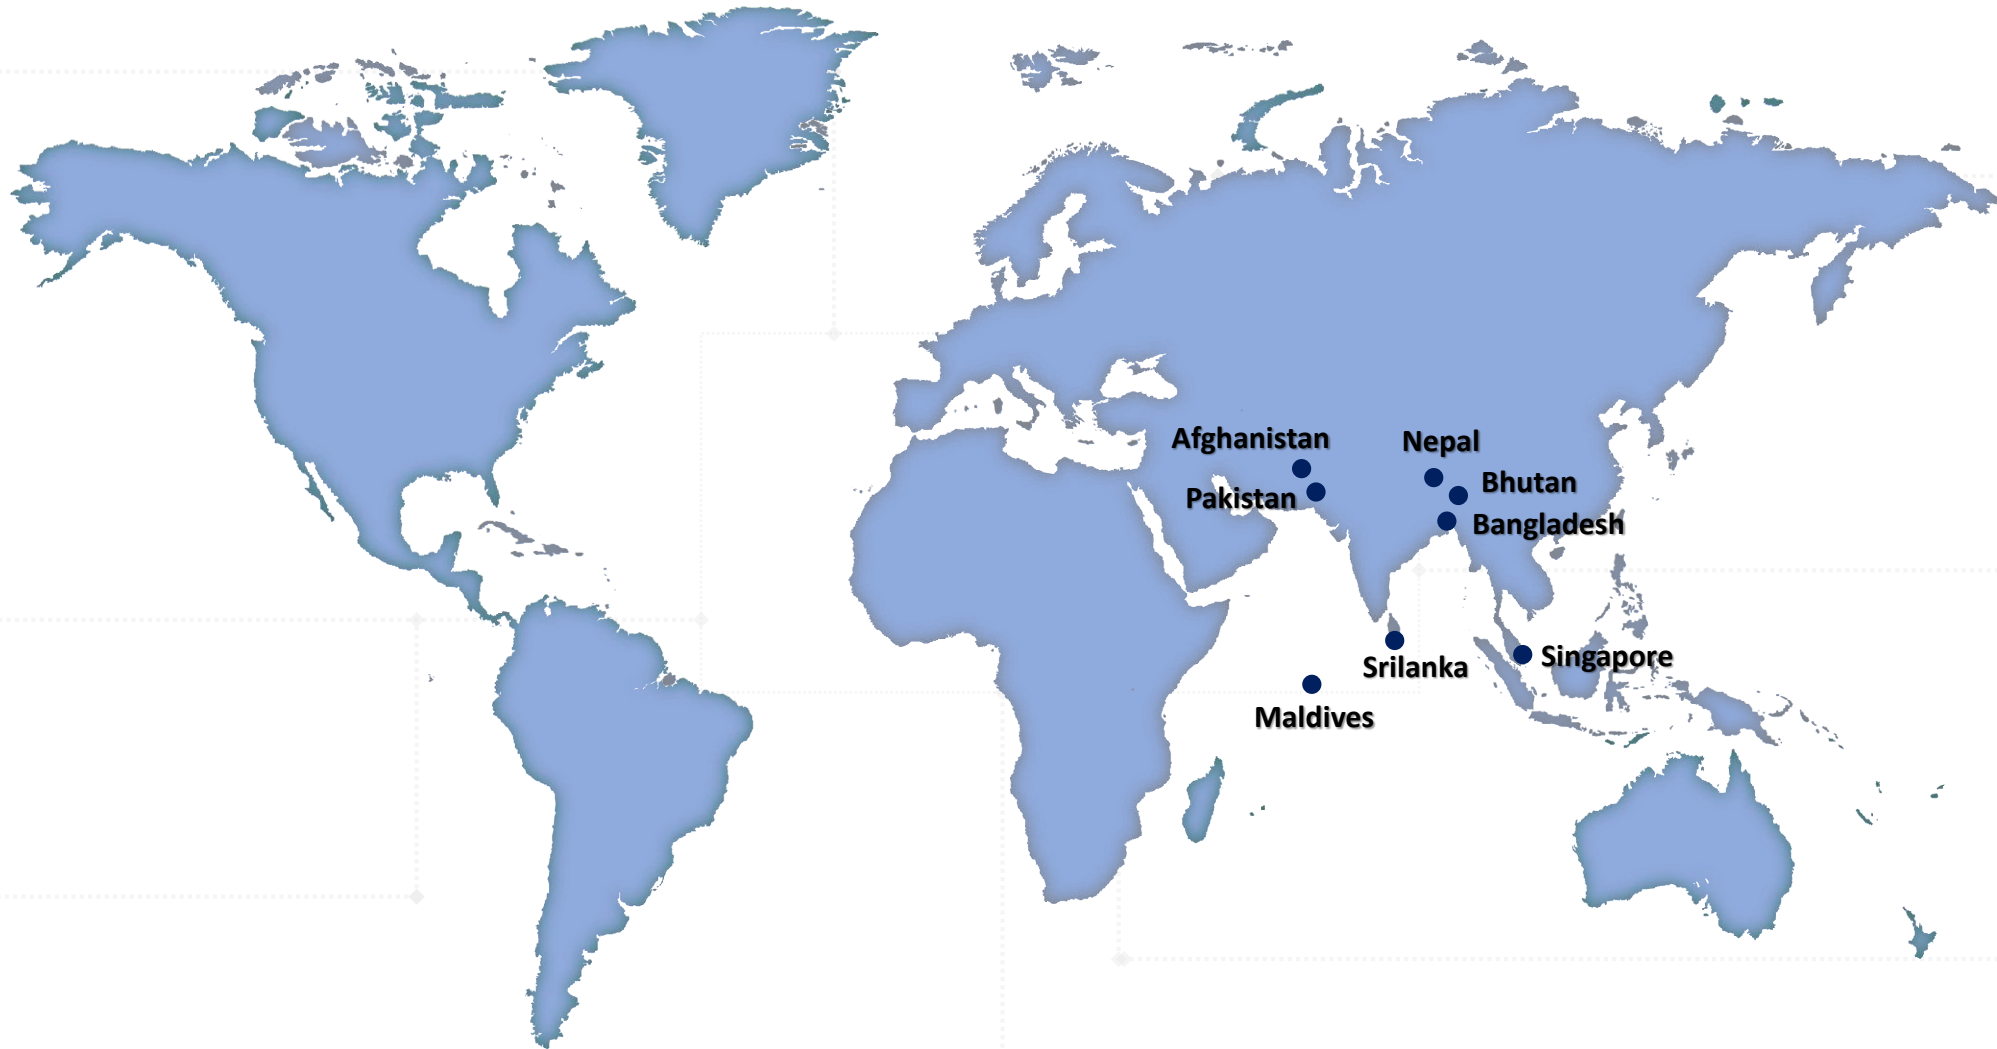 Afghanistan
Nepal
Bhutan
Pakistan
Bangladesh
Singapore
Srilanka
Maldives